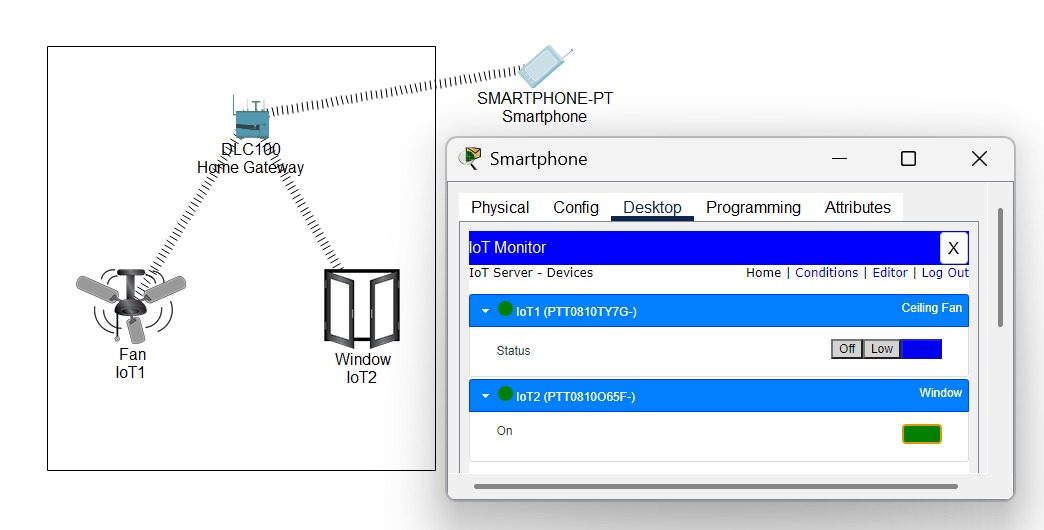 SMARTPHONE-PT
Smartphone
DLC100
Home Gateway
Fan
IoT1
Window
IoT2
Smartphone
Physical Config Desktop Programming Attributes
IoT Monitor X
IoT Server - Devices Home | Conditions | Editor | Log Out
IoT1 (PTT0810TY7G-) Ceiling Fan
Status Off Low
IoT2 (PTT0810O65F-) Window
On